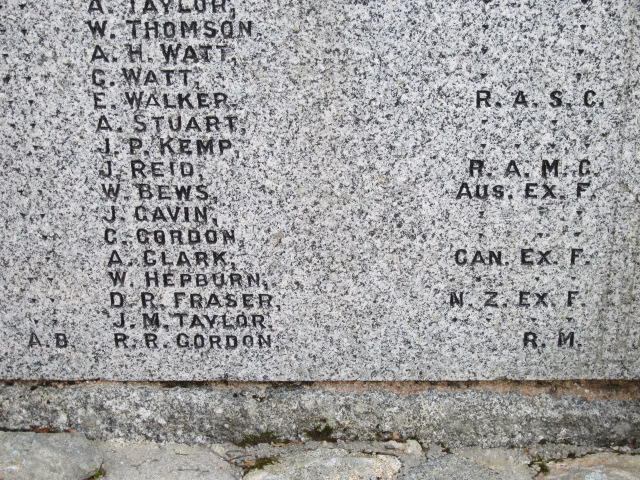 A. TAYLOR,
W. THOMSON,
A. H. WATT,
C. WATT,
E. WALKER, R. A. S. C.
A. STUART,
J. P. KEMP,
J. REID, R. A. M. C.
W. BEWS, AUS. EX. F.
J. GAVIN, " " "
C. GORDON, " " "
A. CLARK, CAN. EX. F.
W. HEPBURN, " " "
D. R. FRASER, N. Z. EX. F.
J. M. TAYLOR, " " " "
A.B. R. R. GORDON, R. M.